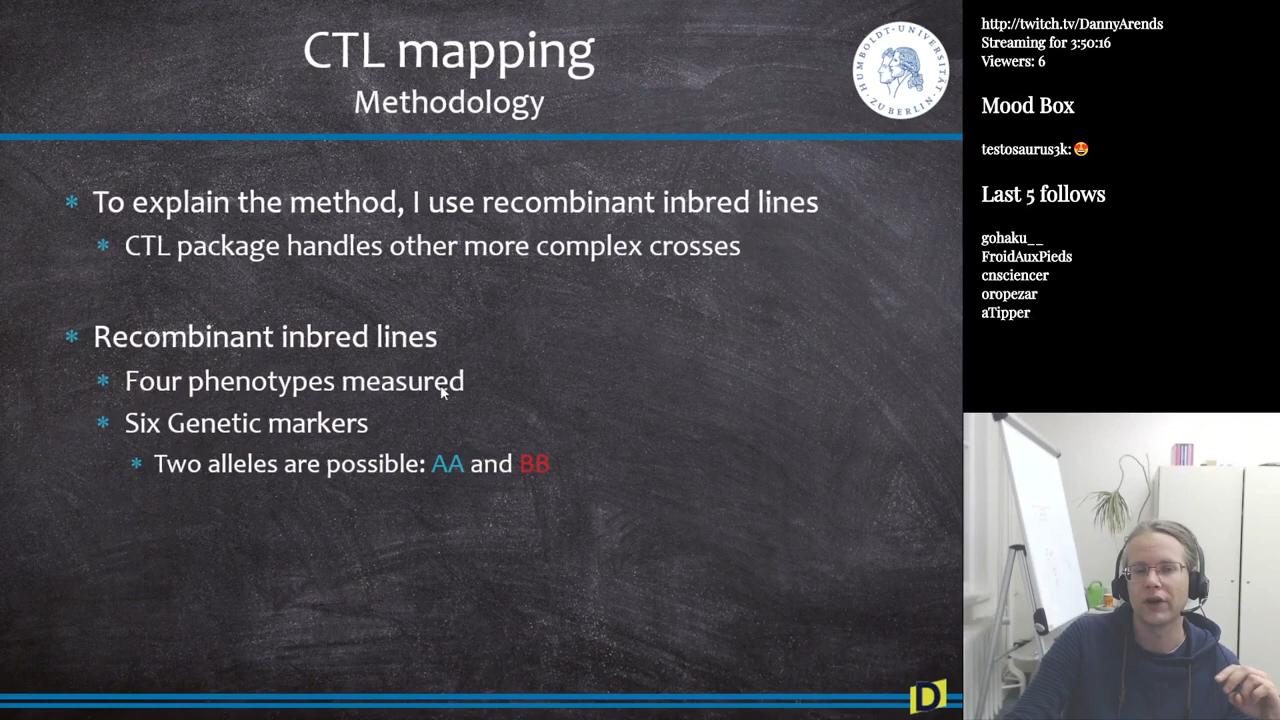 CTL mapping
Methodology
HUMBOLDT-UNIVERSITÄT
ZU BERLIN
* To explain the method, I use recombinant inbred lines
* CTL package handles other more complex crosses
* Recombinant inbred lines
* Four phenotypes measured
* Six Genetic markers
* Two alleles are possible: AA and BB
D
http://twitch.tv/DannyArends
Streaming for 3:50:16
Viewers: 6
Mood Box
testosaurus3k:🤩
Last 5 follows
gohaku__
FroidAuxPieds
cnsciencer
oropezar
aTipper